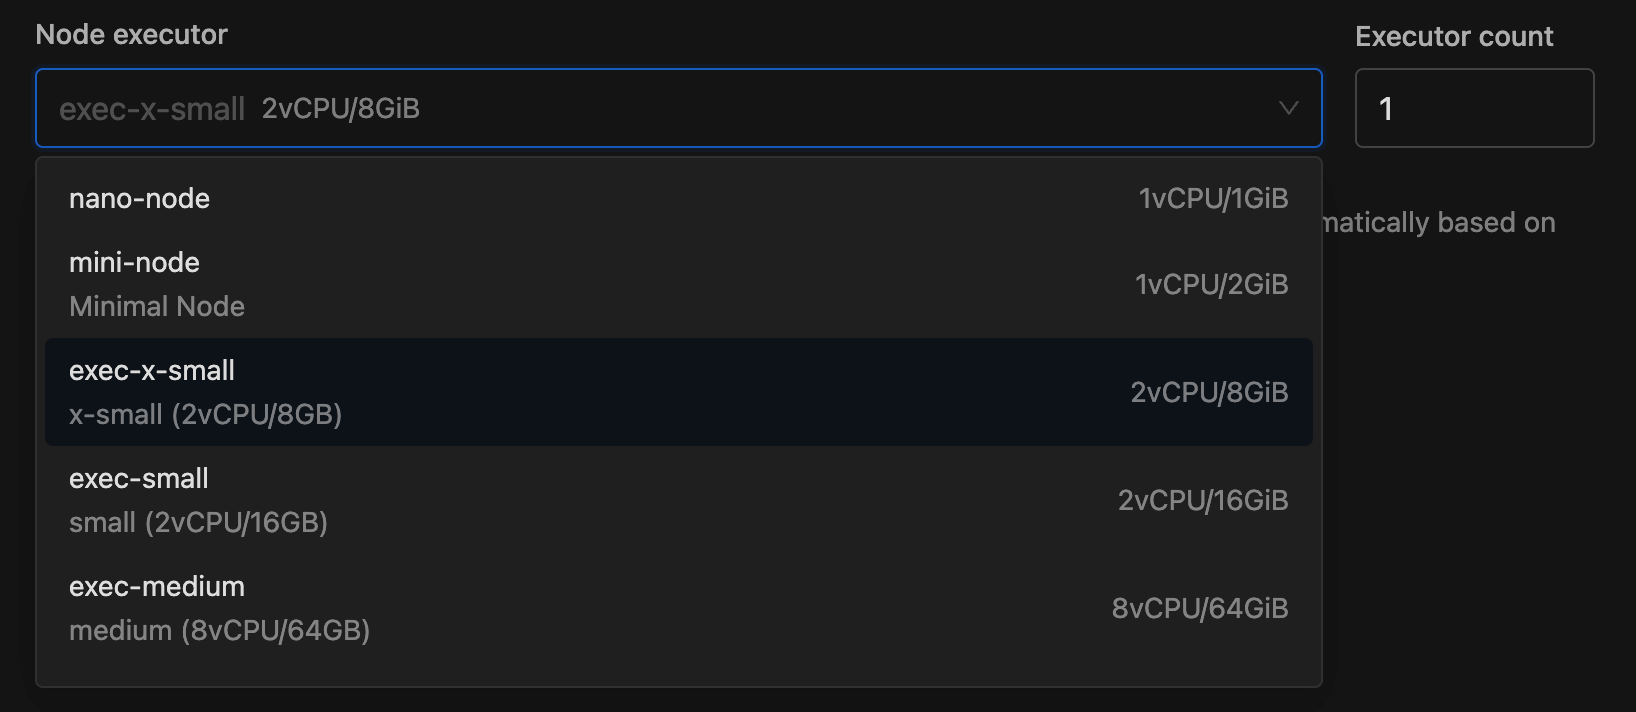 Node executor
Executor count
exec-x-small 2vCPU/8GiB
1
nano-node 1vCPU/1GiB
mini-node
Minimal Node
1vCPU/2GiB
exec-x-small
x-small (2vCPU/8GB)
2vCPU/8GiB
exec-small
small (2vCPU/16GB)
2vCPU/16GiB
exec-medium
medium (8vCPU/64GB)
8vCPU/64GiB
based on